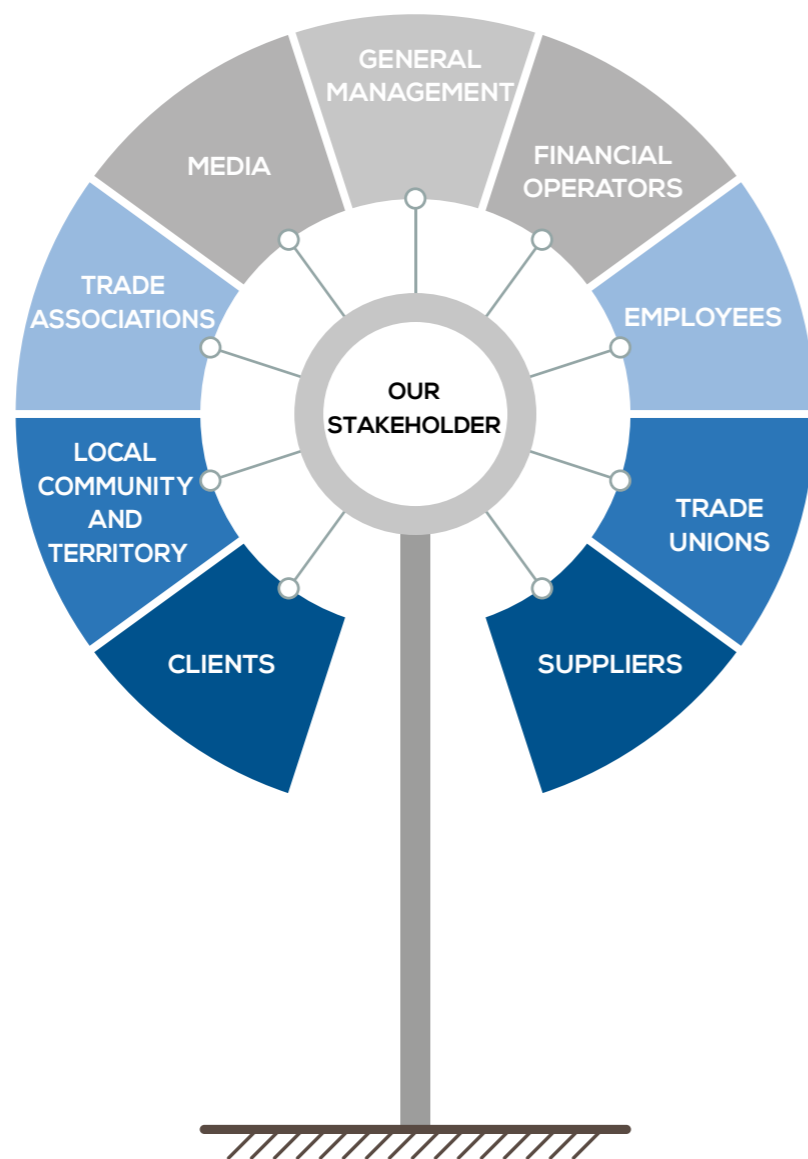 GENERAL
MANAGEMENT
MEDIA
FINANCIAL
OPERATORS
TRADE
ASSOCIATIONS
EMPLOYEES
OUR
STAKEHOLDER
LOCAL
COMMUNITY
AND
TERRITORY
TRADE
UNIONS
CLIENTS
SUPPLIERS